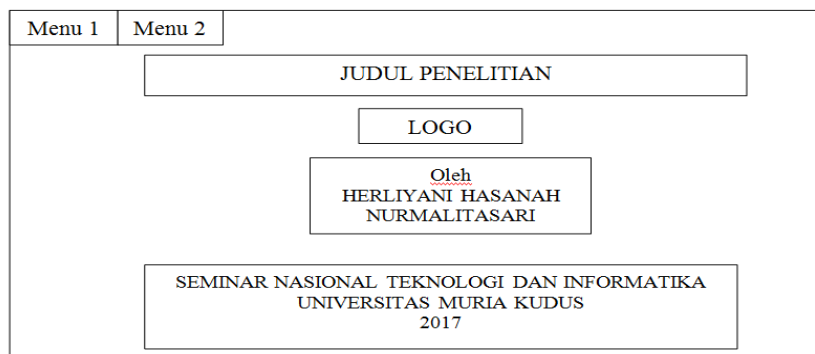 Menu 1 Menu 2
JUDUL PENELITIAN
LOGO
Oleh
HERLIYANI HASANAH
NURMALITASARI
SEMINAR NASIONAL TEKNOLOGI DAN INFORMATIKA
UNIVERSITAS MURIA KUDUS
2017